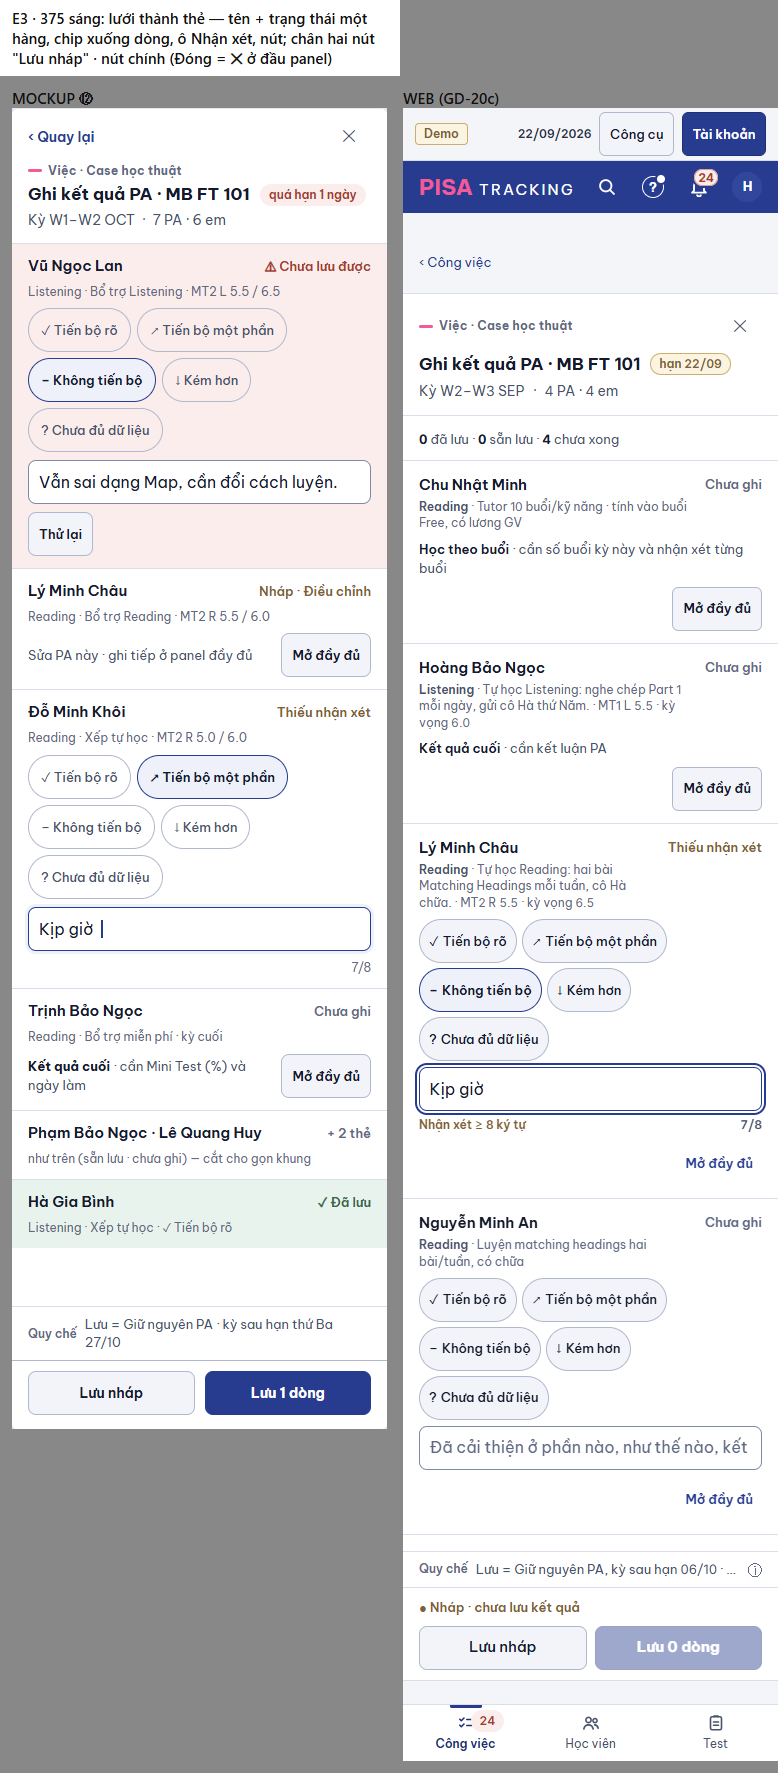 E3 · 375 sáng: lưới thành thẻ — tên + trạng thái một
hàng, chip xuống dòng, ô Nhận xét, nút; chân hai nút
"Lưu nháp" · nút chính (Đóng = ✕ ở đầu panel)
MOCKUP ⑫
‹ Quay lại
Việc · Case học thuật
Ghi kết quả PA · MB FT 101 quá hạn 1 ngày
Kỳ W1–W2 OCT · 7 PA · 6 em
Vũ Ngọc Lan ⚠ Chưa lưu được
Listening · Bổ trợ Listening · MT2 L 5.5 / 6.5
✓ Tiến bộ rõ ↗ Tiến bộ một phần
– Không tiến bộ ↓ Kém hơn
? Chưa đủ dữ liệu
Vẫn sai dạng Map, cần đổi cách luyện.
Thử lại
Lý Minh Châu Nháp · Điều chỉnh
Reading · Bổ trợ Reading · MT2 R 5.5 / 6.0
Sửa PA này · ghi tiếp ở panel đầy đủ Mở đầy đủ
Đỗ Minh Khôi Thiếu nhận xét
Reading · Xếp tự học · MT2 R 5.0 / 6.0
✓ Tiến bộ rõ ↗ Tiến bộ một phần
– Không tiến bộ ↓ Kém hơn
? Chưa đủ dữ liệu
Kịp giờ
7/8
Trịnh Bảo Ngọc Chưa ghi
Reading · Bổ trợ miễn phí · kỳ cuối
Kết quả cuối · cần Mini Test (%) và
ngày làm
Mở đầy đủ
Phạm Bảo Ngọc · Lê Quang Huy + 2 thẻ
như trên (sẵn lưu · chưa ghi) — cắt cho gọn khung
Hà Gia Bình ✓ Đã lưu
Listening · Xếp tự học · ✓ Tiến bộ rõ
Quy chế Lưu = Giữ nguyên PA · kỳ sau hạn thứ Ba
27/10
Lưu nháp Lưu 1 dòng
WEB (GD-20c)
Demo 22/09/2026 Công cụ Tài khoản
PISA TRACKING ? 24 H
‹ Công việc
Việc · Case học thuật
Ghi kết quả PA · MB FT 101 hạn 22/09
Kỳ W2–W3 SEP · 4 PA · 4 em
0 đã lưu · 0 sẵn lưu · 4 chưa xong
Chu Nhật Minh Chưa ghi
Reading · Tutor 10 buổi/kỹ năng · tính vào buổi
Free, có lương GV
Học theo buổi · cần số buổi kỳ này và nhận xét từng
buổi
Mở đầy đủ
Hoàng Bảo Ngọc Chưa ghi
Listening · Tự học Listening: nghe chép Part 1
mỗi ngày, gửi cô Hà thứ Năm. · MT1 L 5.5 · kỳ
vọng 6.0
Kết quả cuối · cần kết luận PA
Mở đầy đủ
Lý Minh Châu Thiếu nhận xét
Reading · Tự học Reading: hai bài
Matching Headings mỗi tuần, cô Hà
chữa. · MT2 R 5.5 · kỳ vọng 6.5
✓ Tiến bộ rõ ↗ Tiến bộ một phần
– Không tiến bộ ↓ Kém hơn
? Chưa đủ dữ liệu
Kịp giờ
Nhận xét ≥ 8 ký tự 7/8
Mở đầy đủ
Nguyễn Minh An Chưa ghi
Reading · Luyện matching headings hai
bài/tuần, có chữa
✓ Tiến bộ rõ ↗ Tiến bộ một phần
– Không tiến bộ ↓ Kém hơn
? Chưa đủ dữ liệu
Đã cải thiện ở phần nào, như thế nào, kết
Mở đầy đủ
Quy chế Lưu = Giữ nguyên PA, kỳ sau hạn 06/10 · ...
● Nháp · chưa lưu kết quả
Lưu nháp Lưu 0 dòng
24
Công việc Học viên Test